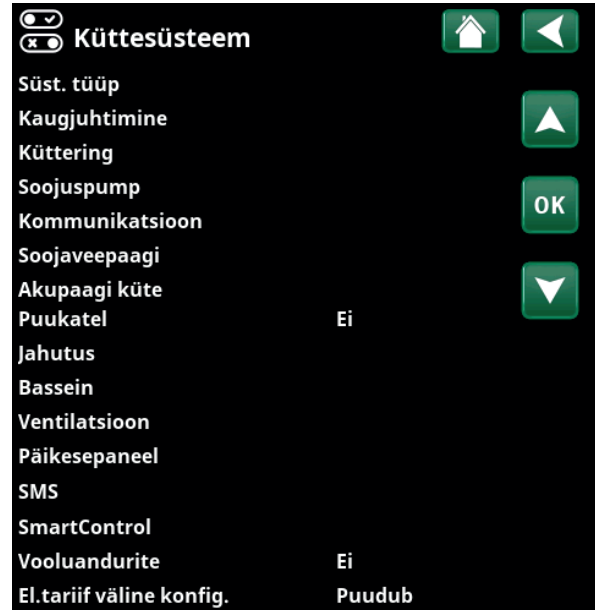 Küttesüsteem
Süst. tüüp
Kaugjuhtimine
Küttering
Soojuspump
OK
Kommunikatsioon
Soojaveepaagi
Akupaagi küte
Puukatel Ei
Jahutus
Bassein
Ventilatsioon
Päikesepaneel
SMS
SmartControl
Vooluandurite Ei
El.tariif väline konfig. Puudub